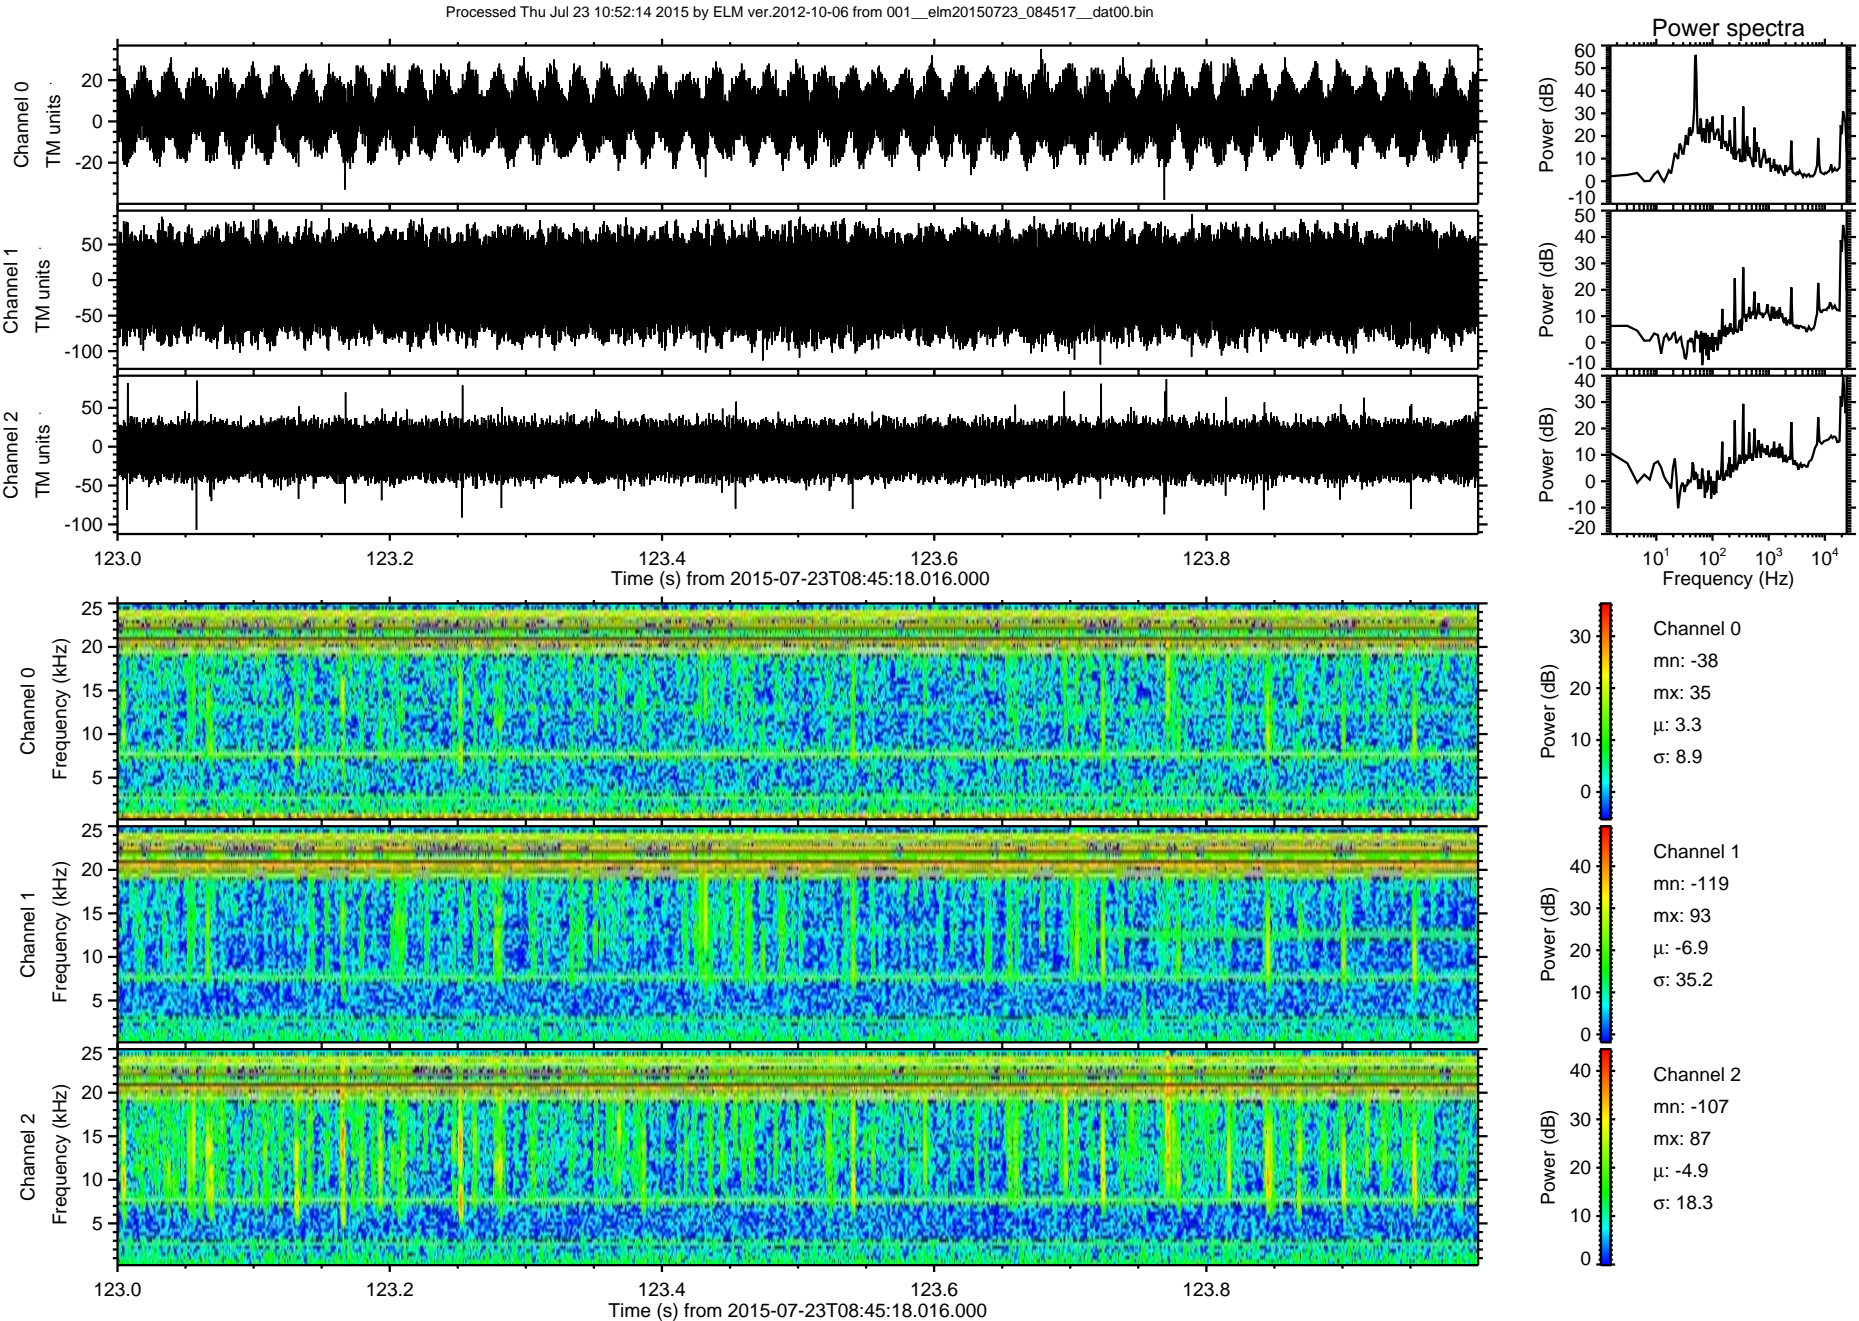 Processed Thu Jul 23 10:52:14 2015 by ELM ver.2012-10-06 from 001__elm20150723_084517__dat00.bin
Power spectra
Channel 0
TM units
20
0
-20
Power (dB)
60
50
40
30
20
10
0
-10
Channel 1
TM units
50
0
-50
-100
Power (dB)
50
40
30
20
10
0
-10
Channel 2
TM units
50
0
-50
-100
Power (dB)
40
30
20
10
0
-10
-20
123.0 123.2 123.4 123.6 123.8
Time (s) from 2015-07-23T08:45:18.016.000
10^1 10^2 10^3 10^4
Frequency (Hz)
Channel 0
Frequency (kHz)
25
20
15
10
5
Power (dB)
30
20
10
0
Channel 0
mn: -38
mx: 35
μ: 3.3
σ: 8.9
Channel 1
Frequency (kHz)
25
20
15
10
5
Power (dB)
40
30
20
10
0
Channel 1
mn: -119
mx: 93
μ: -6.9
σ: 35.2
Channel 2
Frequency (kHz)
25
20
15
10
5
Power (dB)
40
30
20
10
0
Channel 2
mn: -107
mx: 87
μ: -4.9
σ: 18.3
123.0 123.2 123.4 123.6 123.8
Time (s) from 2015-07-23T08:45:18.016.000